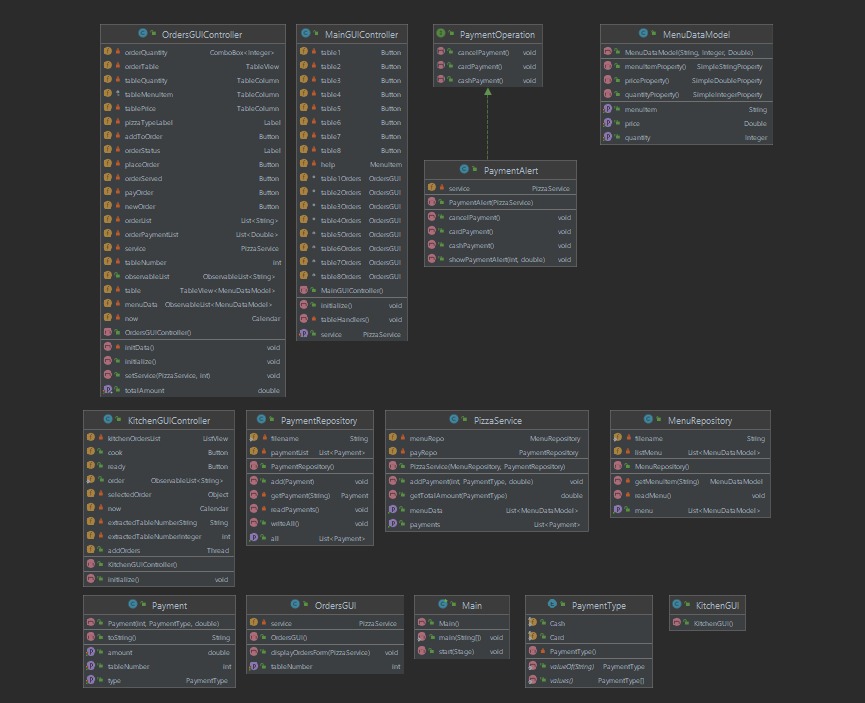 OrdersGUIController
orderQuantity ComboBox<Integer>
orderTable TableView
tableQuantity TableColumn
tableMenuItem TableColumn
tablePrice TableColumn
pizzaTypeLabel Label
addToOrder Button
orderStatus Label
placeOrder Button
orderServed Button
payOrder Button
newOrder Button
orderList List<String>
orderPaymentList List<Double>
service PizzaService
tableNumber int
observableList ObservableList<String>
table TableView<MenuDataModel>
menuData ObservableList<MenuDataModel>
now Calendar
OrdersGUIController()
initData() void
initialize() void
setService(PizzaService, int) void
totalAmount double
MainGUIController
table1 Button
table2 Button
table3 Button
table4 Button
table5 Button
table6 Button
table7 Button
table8 Button
help MenuItem
table1Orders OrdersGUI
table2Orders OrdersGUI
table3Orders OrdersGUI
table4Orders OrdersGUI
table5Orders OrdersGUI
table6Orders OrdersGUI
table7Orders OrdersGUI
table8Orders OrdersGUI
MainGUIController()
initialize() void
tableHandlers() void
service PizzaService
PaymentOperation
cancelPayment() void
cardPayment() void
cashPayment() void
PaymentAlert
service PizzaService
PaymentAlert(PizzaService)
cancelPayment() void
cardPayment() void
cashPayment() void
showPaymentAlert(int, double) void
MenuDataModel
MenuDataModel(String, Integer, Double)
menuItemProperty() SimpleStringProperty
priceProperty() SimpleDoubleProperty
quantityProperty() SimpleIntegerProperty
menuItem String
price Double
quantity Integer
KitchenGUIController
kitchenOrdersList ListView
cook Button
ready Button
order ObservableList<String>
selectedOrder Object
now Calendar
extractedTableNumberString String
extractedTableNumberInteger int
addOrders Thread
KitchenGUIController()
initialize() void
PaymentRepository
filename String
paymentList List<Payment>
PaymentRepository()
add(Payment) void
getPayment(String) Payment
readPayments() void
writeAll() void
all List<Payment>
PizzaService
menuRepo MenuRepository
payRepo PaymentRepository
PizzaService(MenuRepository, PaymentRepository)
addPayment(int, PaymentType, double) void
getTotalAmount(PaymentType) double
menuData List<MenuDataModel>
payments List<Payment>
MenuRepository
filename String
listMenu List<MenuDataModel>
MenuRepository()
getMenuItem(String) MenuDataModel
readMenu() void
menu List<MenuDataModel>
Payment
Payment(int, PaymentType, double)
toString() String
amount double
tableNumber int
type PaymentType
OrdersGUI
service PizzaService
OrdersGUI()
displayOrdersForm(PizzaService) void
tableNumber int
Main
Main()
main(String[]) void
start(Stage) void
PaymentType
Cash
Card
PaymentType()
valueOf(String) PaymentType
values() PaymentType[]
KitchenGUI
KitchenGUI()